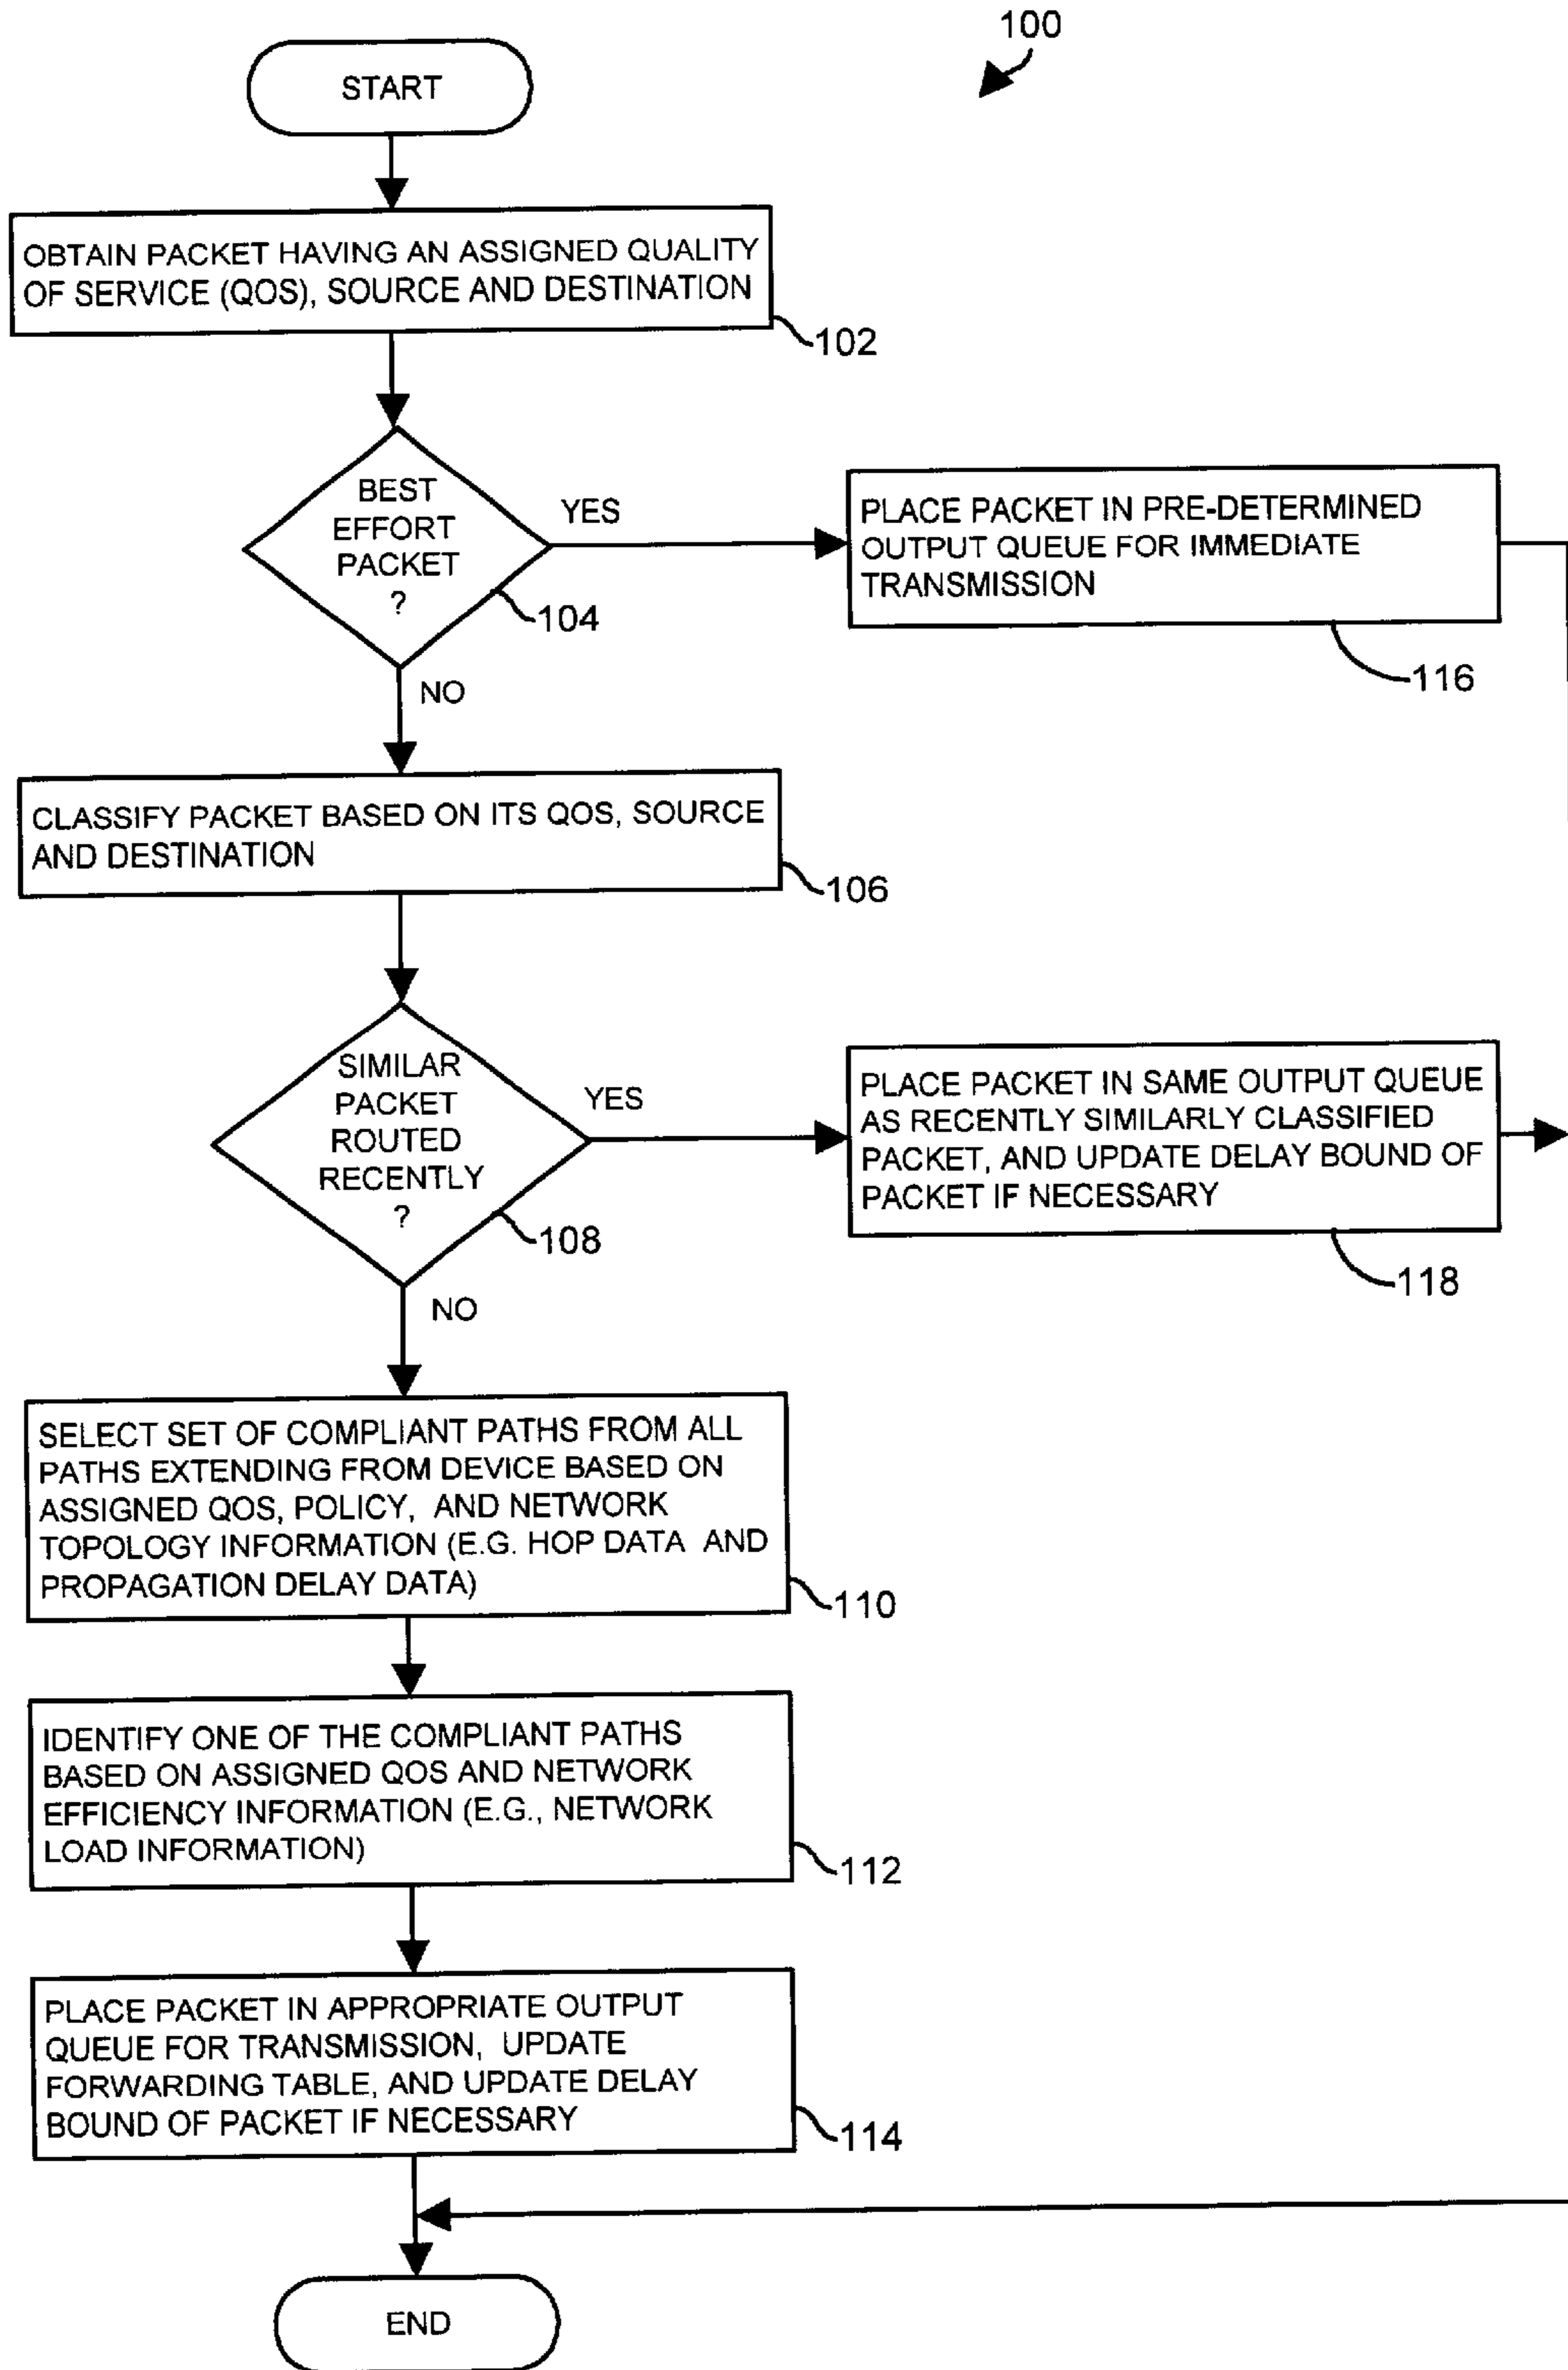 100
START
OBTAIN PACKET HAVING AN ASSIGNED QUALITY
OF SERVICE (QOS), SOURCE AND DESTINATION
102
BEST
EFFORT
PACKET
?
104
YES
PLACE PACKET IN PRE-DETERMINED
OUTPUT QUEUE FOR IMMEDIATE
TRANSMISSION
116
NO
CLASSIFY PACKET BASED ON ITS QOS, SOURCE
AND DESTINATION
106
SIMILAR
PACKET
ROUTED
RECENTLY
?
108
YES
PLACE PACKET IN SAME OUTPUT QUEUE
AS RECENTLY SIMILARLY CLASSIFIED
PACKET, AND UPDATE DELAY BOUND OF
PACKET IF NECESSARY
118
NO
SELECT SET OF COMPLIANT PATHS FROM ALL
PATHS EXTENDING FROM DEVICE BASED ON
ASSIGNED QOS, POLICY, AND NETWORK
TOPOLOGY INFORMATION (E.G. HOP DATA AND
PROPAGATION DELAY DATA)
110
IDENTIFY ONE OF THE COMPLIANT PATHS
BASED ON ASSIGNED QOS AND NETWORK
EFFICIENCY INFORMATION (E.G., NETWORK
LOAD INFORMATION)
112
PLACE PACKET IN APPROPRIATE OUTPUT
QUEUE FOR TRANSMISSION, UPDATE
FORWARDING TABLE, AND UPDATE DELAY
BOUND OF PACKET IF NECESSARY
114
END